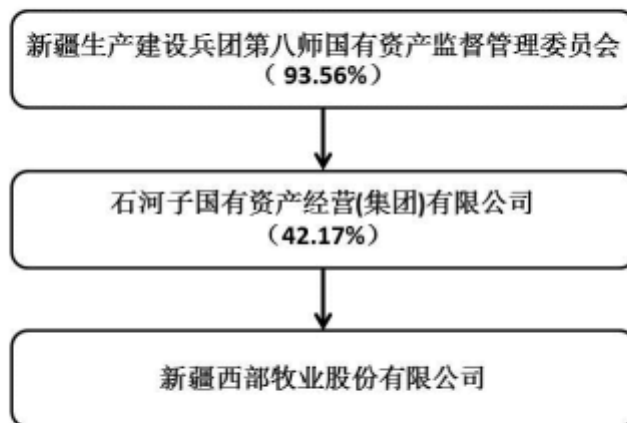 新疆生产建设兵团第八师国有资产监督管理委员会
（ 93.56%）
石河子国有资产经营(集团)有限公司
（42.17%）
新疆西部牧业股份有限公司